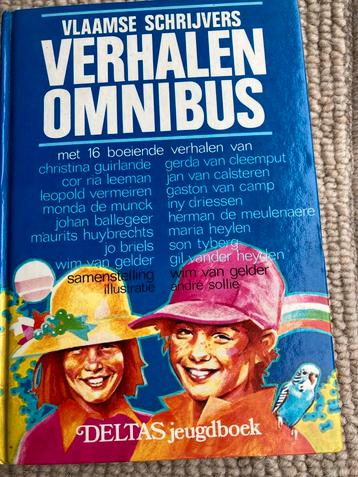 VLAAMSE SCHRIJVERS
VERHALEN
OMNIBUS
met 16 boeiende verhalen van
christina guirlande
cor ria leeman
leopold vermeiren
monda de munck
johan ballegeer
maurits huybrechts
jo briels
wim van gelder
gerda van cleemput
jan van calsteren
gaston van camp
iny driessen
herman de meulenaere
maria heylen
son tyberg
gil vander heyden
samenstelling wim van gelder
illustratie andré sollie
DELTAS jeugdboek